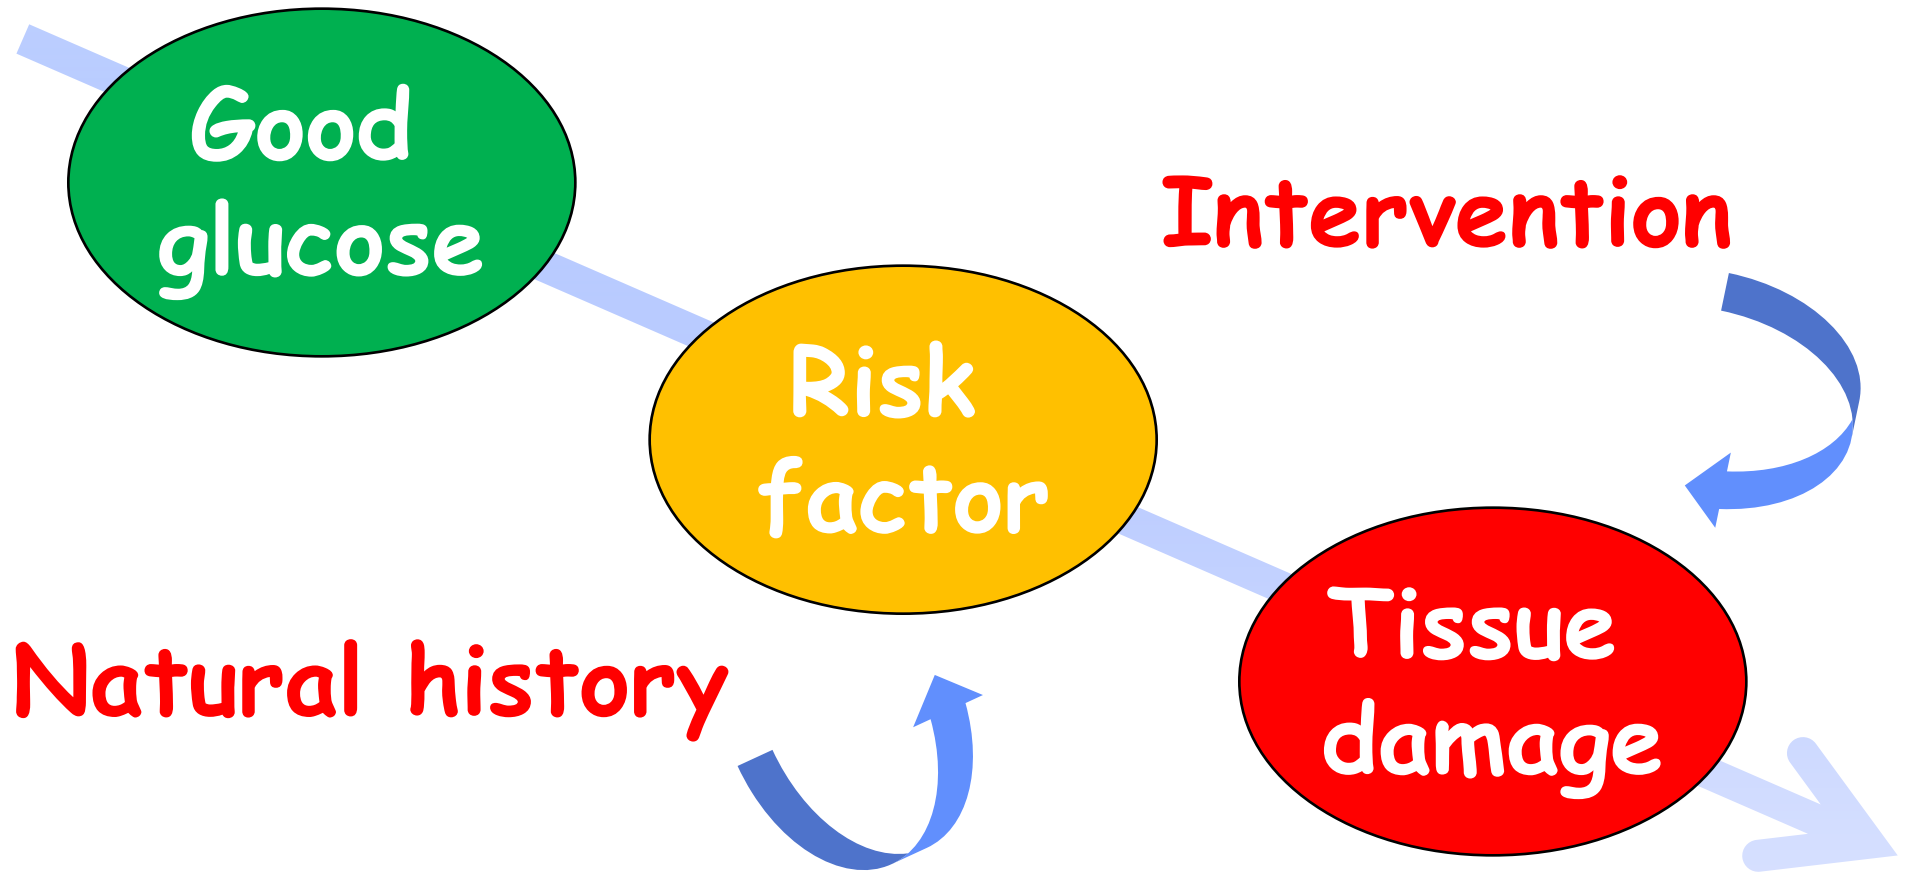 Good
glucose
Intervention
Risk
factor
Natural history
Tissue
damage